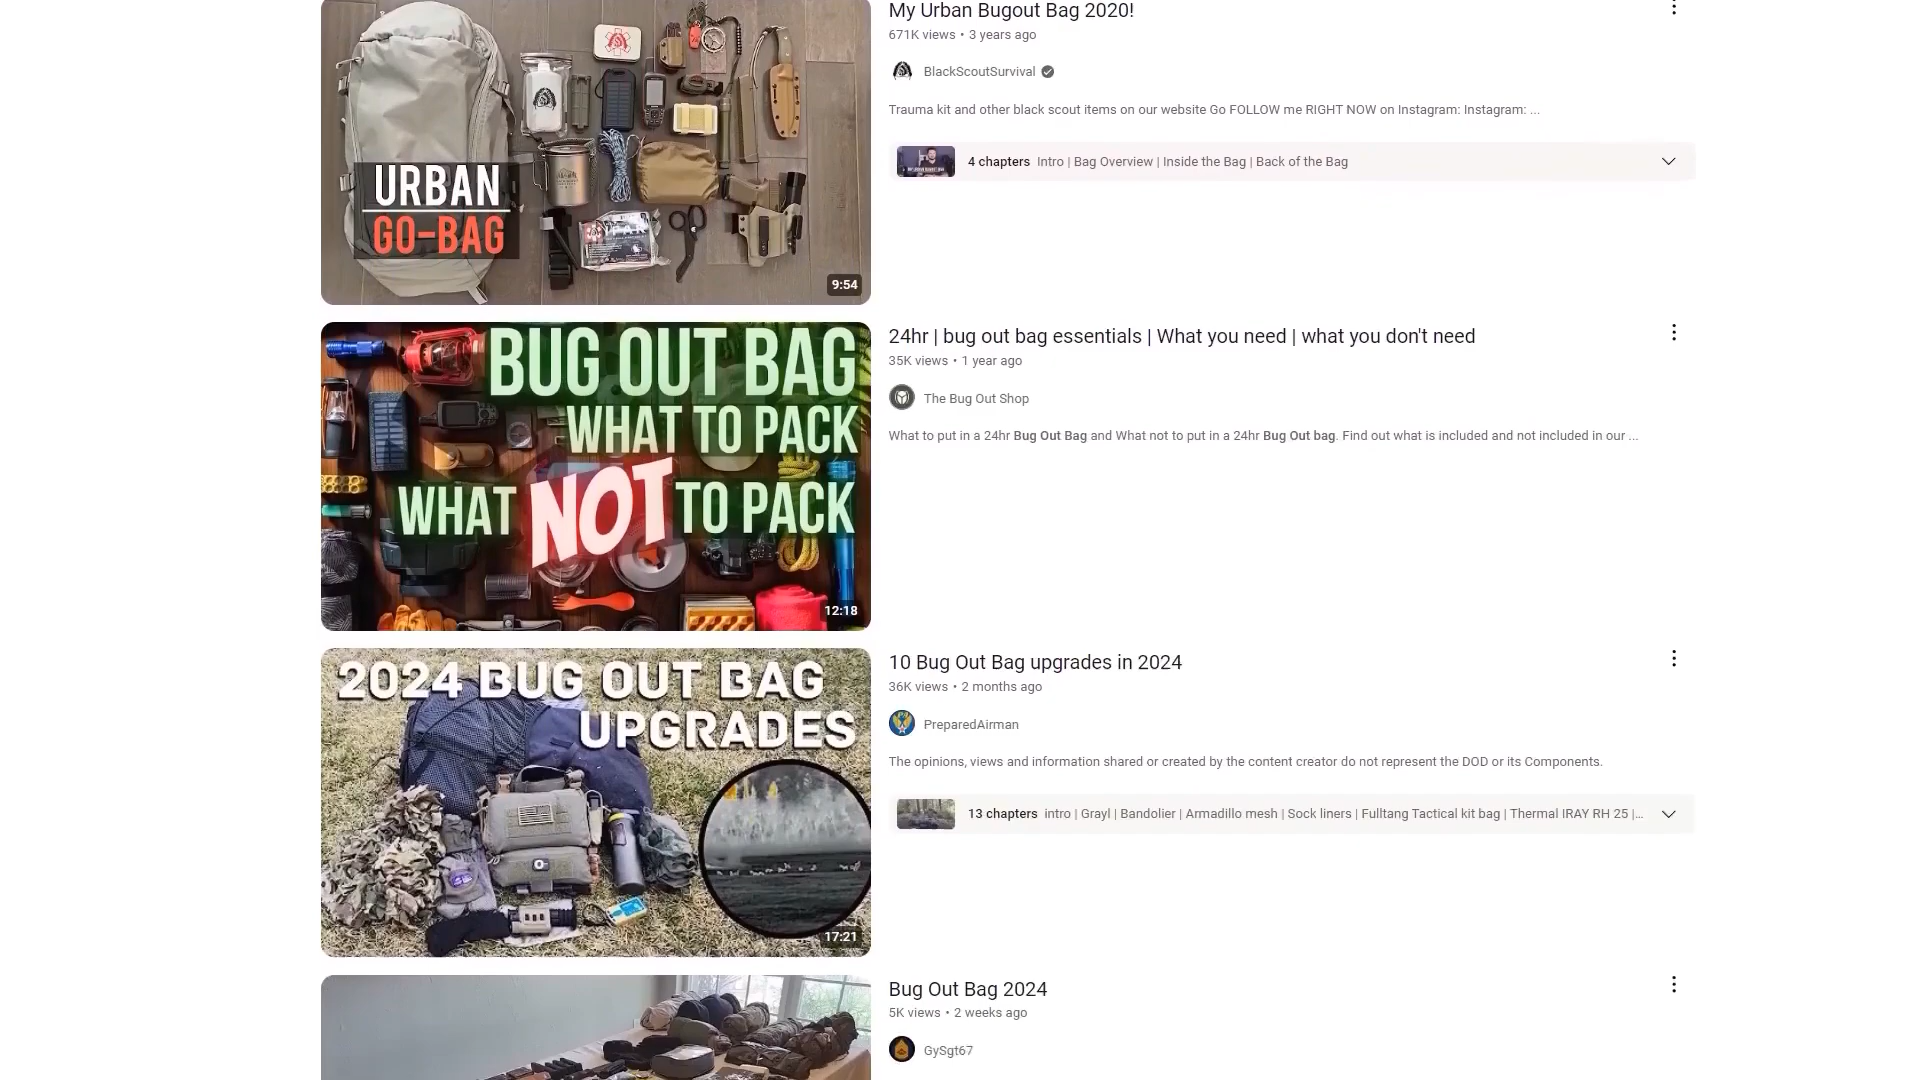 My Urban Bugout Bag 2020!
671K views • 3 years ago
BlackScoutSurvival
Trauma kit and other black scout items on our website Go FOLLOW me RIGHT NOW on Instagram: Instagram: ...
4 chapters Intro | Bag Overview | Inside the Bag | Back of the Bag
URBAN
GO-BAG
9:54
BUG OUT BAG
WHAT TO PACK
WHAT NOT TO PACK
12:18
24hr | bug out bag essentials | What you need | what you don't need
35K views • 1 year ago
The Bug Out Shop
What to put in a 24hr Bug Out Bag and What not to put in a 24hr Bug Out bag. Find out what is included and not included in our ...
2024 BUG OUT BAG
UPGRADES
17:21
10 Bug Out Bag upgrades in 2024
36K views • 2 months ago
PreparedAirman
The opinions, views and information shared or created by the content creator do not represent the DOD or its Components.
13 chapters intro | Grayl | Bandolier | Armadillo mesh | Sock liners | Fulltang Tactical kit bag | Thermal IRAY RH 25 |...
Bug Out Bag 2024
5K views • 2 weeks ago
GySgt67